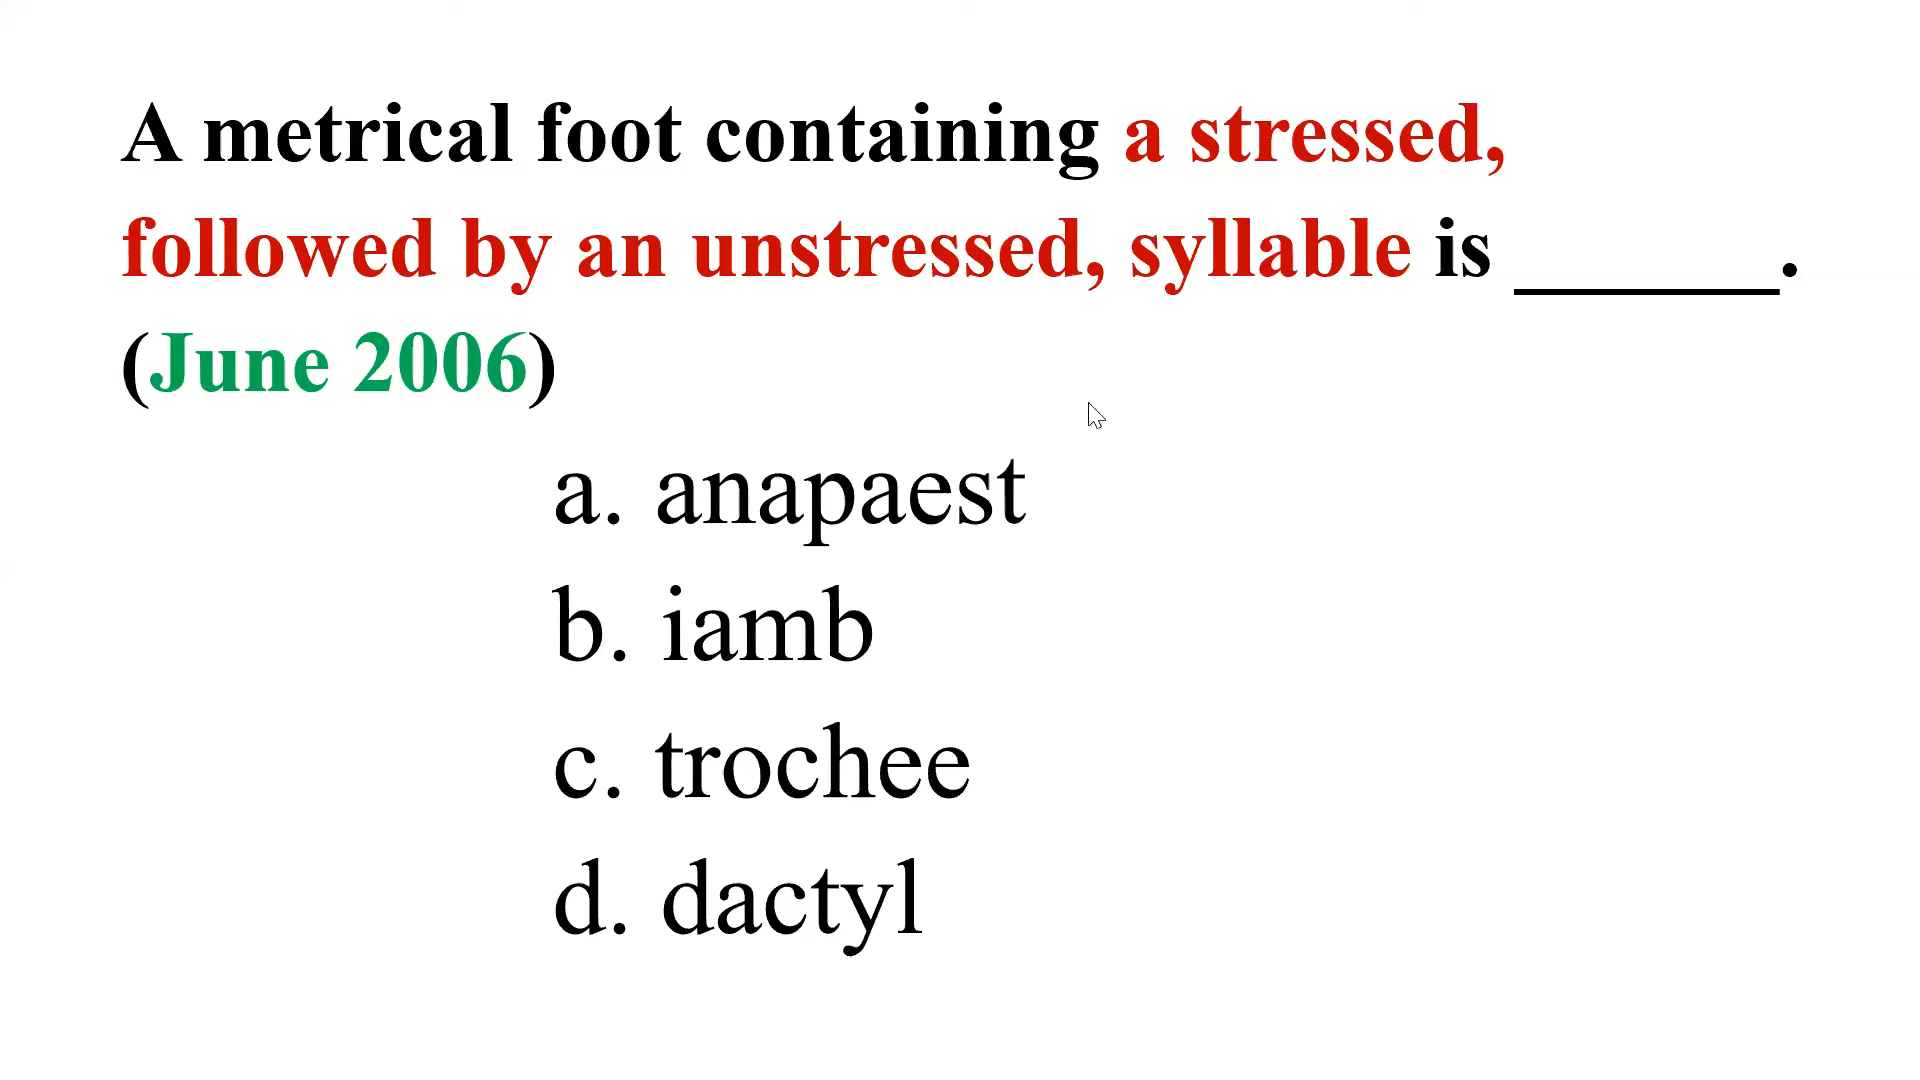 A metrical foot containing a stressed,
followed by an unstressed, syllable is ______.
(June 2006)
a. anapaest
b. iamb
c. trochee
d. dactyl